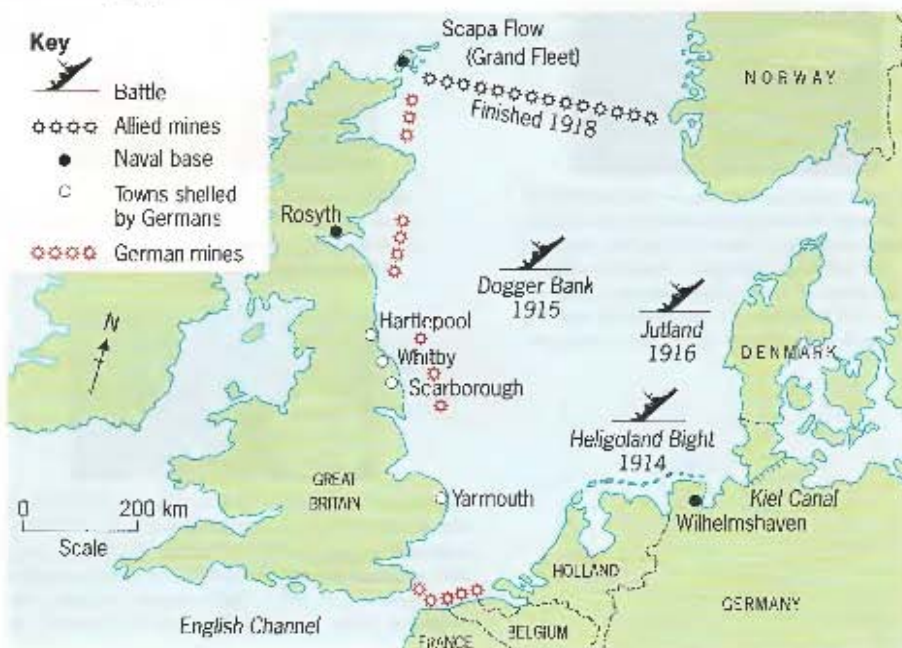 Key
Battle
Allied mines
Naval base
Towns shelled
by Germans
German mines
Scapa Flow
(Grand Fleet)
NORWAY
Finished 1918
Rosyth
Dogger Bank
1915
Jutland
1916
DENMARK
Hartlepool
Whitby
Scarborough
Heligoland Bight
1914
N
0 200 km
Scale
GREAT
BRITAIN
Yarmouth
Kiel Canal
Wilhelmshaven
HOLLAND
GERMANY
English Channel
BELGIUM
FRANCE